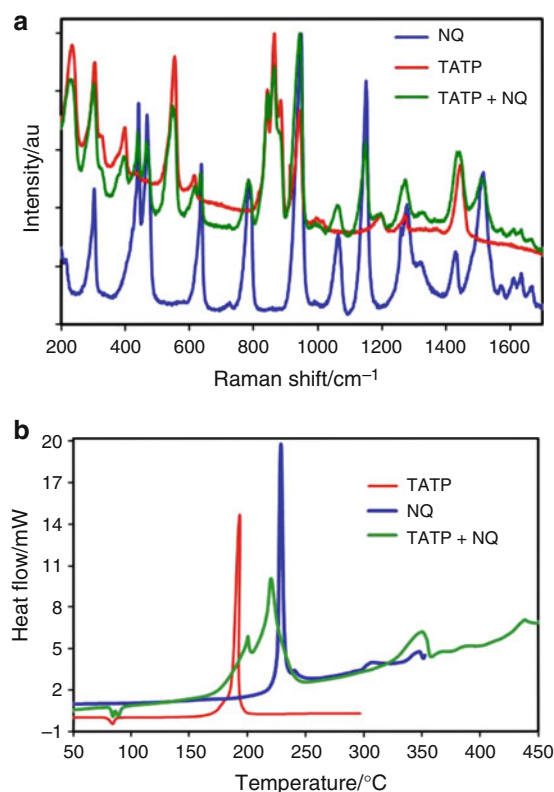 a
NQ
TATP
TATP + NQ
Intensity/au
200 400 600 800 1000 1200 1400 1600
Raman shift/cm⁻¹
b
20
17
14
11
8
5
2
−1
TATP
NQ
TATP + NQ
Heat flow/mW
50 100 150 200 250 300 350 400 450
Temperature/°C